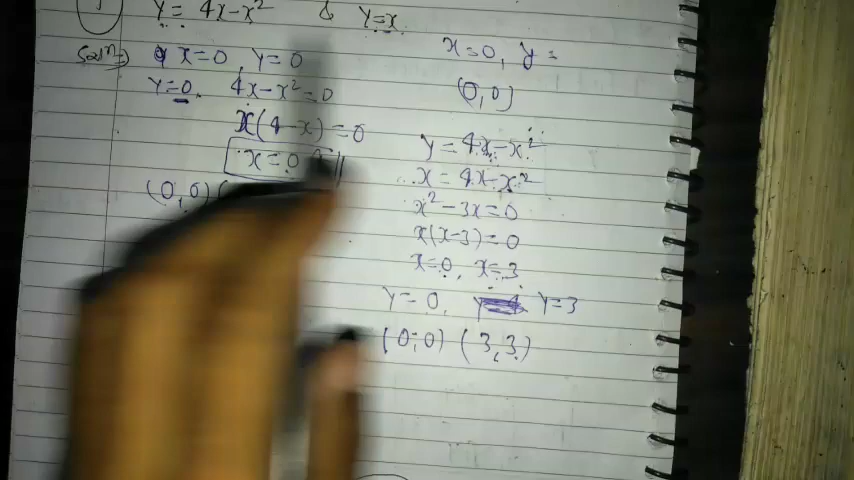 1
Y = 4x-x² & Y=x
Solⁿ⇒ x=0, Y=0
Y=0. 4x-x²=0
x(4-x)=0
x=0
(0,0) (
x=0, y=
(0,0)
y=4x-x²
x=4x-x²
x²-3x=0
x(x-3)=0
x=0, x=3
Y=0, Y=3
(0,0) (3,3)